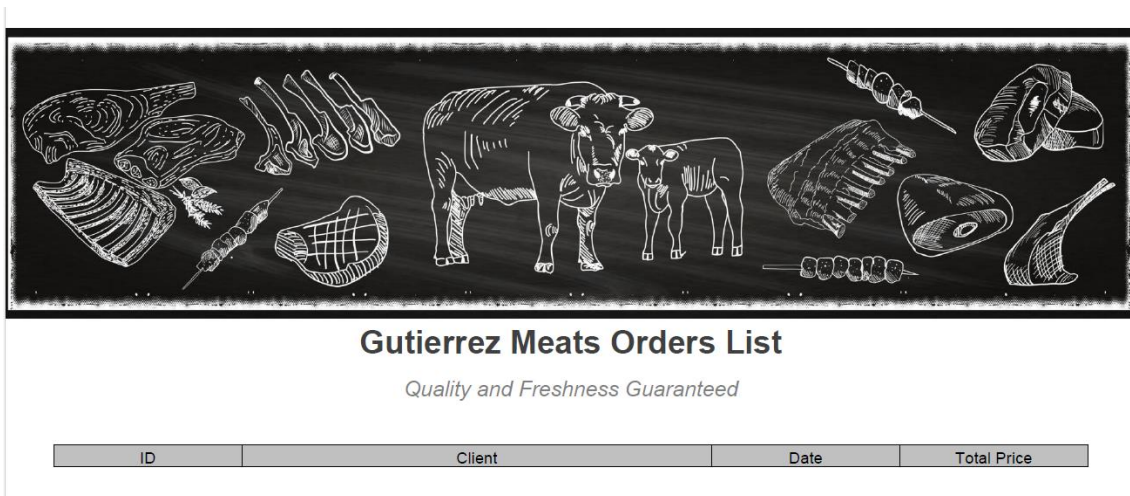 Gutierrez Meats Orders List
Quality and Freshness Guaranteed
ID Client Date Total Price